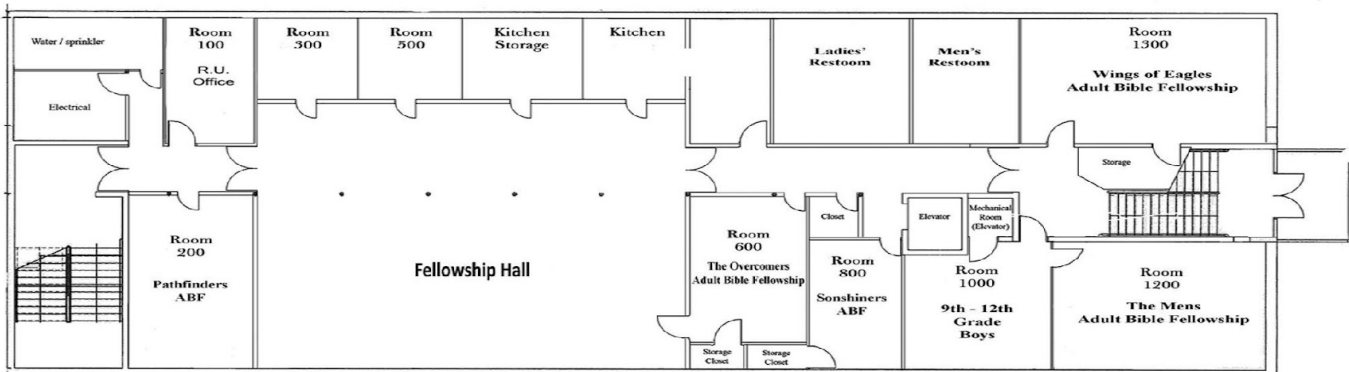 Water / sprinkler
Room
100
R.U.
Office
Room
300
Room
500
Kitchen
Storage
Kitchen
Ladies'
Restoom
Men's
Restoom
Room
1300
Wings of Eagles
Adult Bible Fellowship
Electrical
Storage
Room
200
Pathfinders
ABF
Fellowship Hall
Room
600
The Overcomers
Adult Bible Fellowship
Closet
Elevator
Mechanical
Room
(Elevator)
Room
800
Sonshiners
ABF
Room
1000
9th - 12th
Grade
Boys
Room
1200
The Mens
Adult Bible Fellowship
Storage
Closet
Storage
Closet